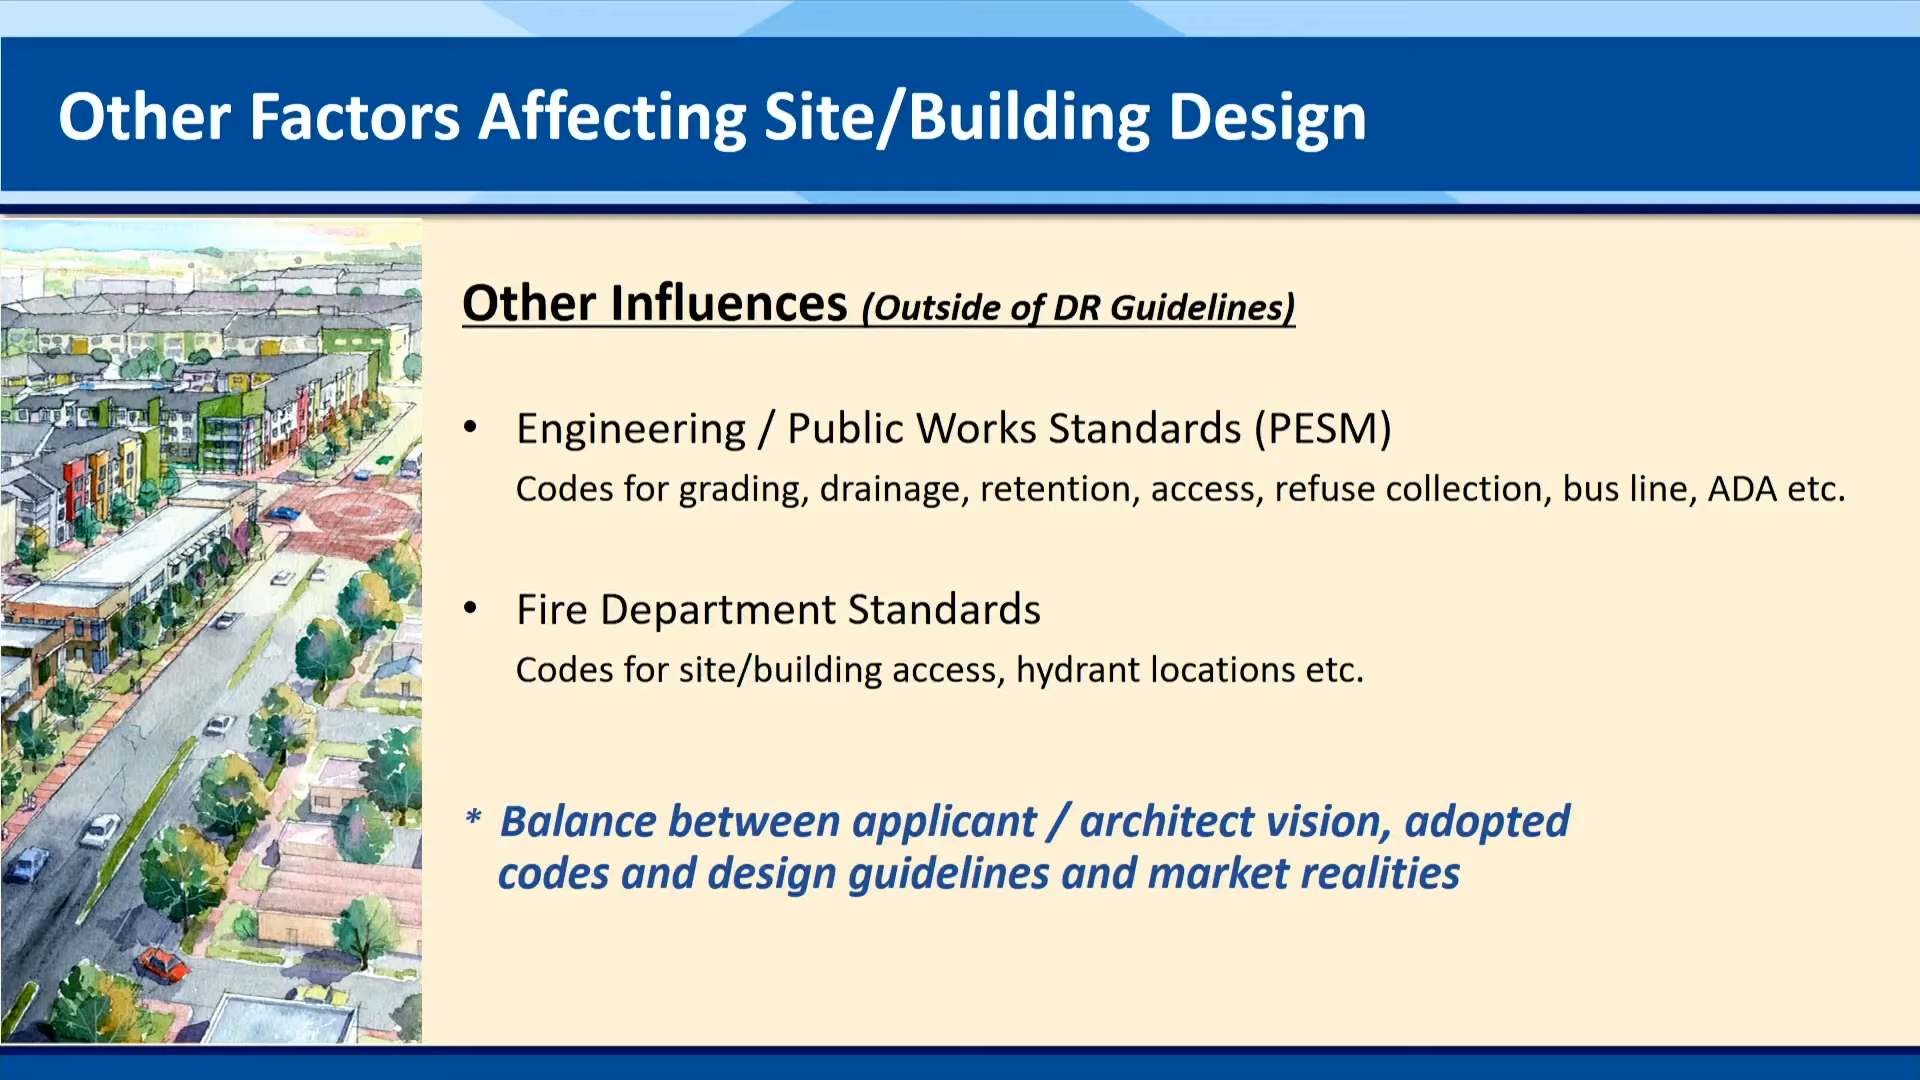 Other Factors Affecting Site/Building Design
Other Influences (Outside of DR Guidelines)
• Engineering / Public Works Standards (PESM)
Codes for grading, drainage, retention, access, refuse collection, bus line, ADA etc.
• Fire Department Standards
Codes for site/building access, hydrant locations etc.
* Balance between applicant / architect vision, adopted
codes and design guidelines and market realities